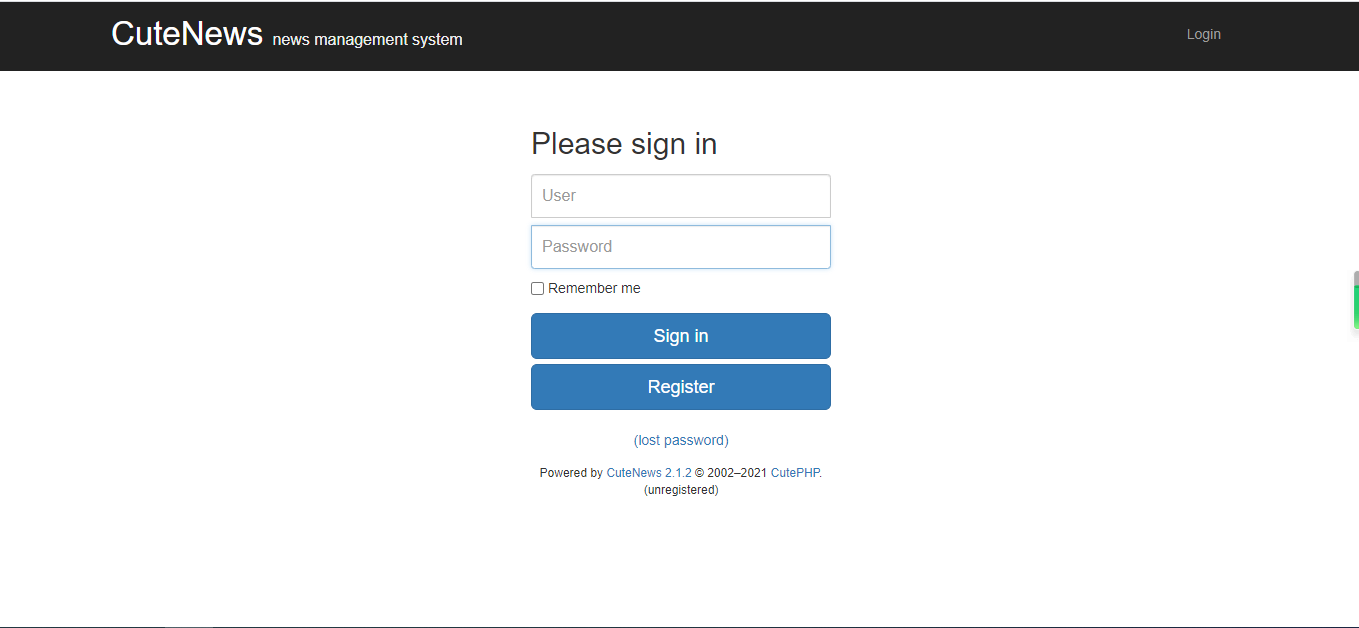 CuteNews news management system Login
Please sign in
User
Password
Remember me
Sign in
Register
(lost password)
Powered by CuteNews 2.1.2 © 2002–2021 CutePHP.
(unregistered)